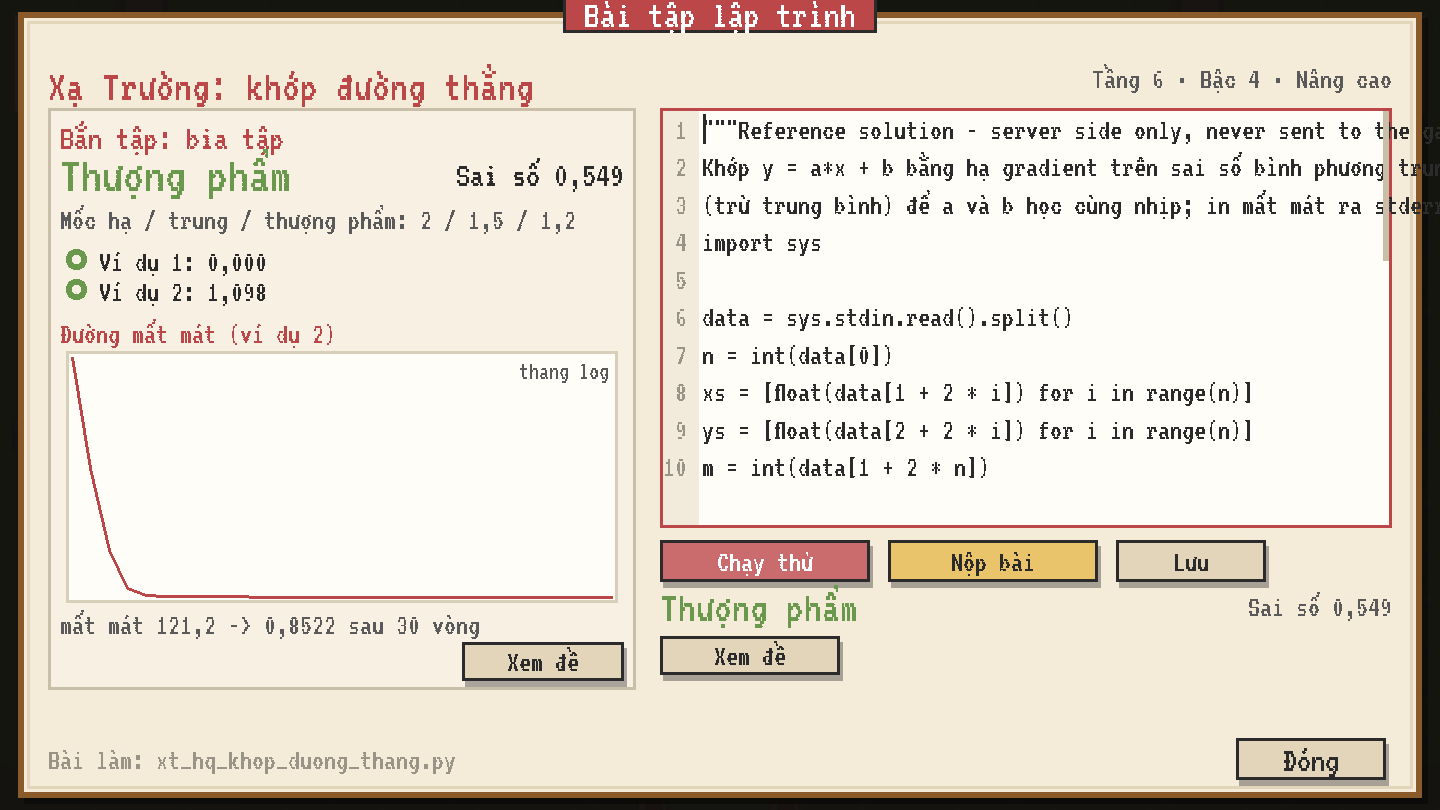 Bài tập lập trình
Xạ Trường: khớp đường thẳng
Tầng 6 · Bậc 4 · Nâng cao
Bắn tập: bia tập
Thượng phẩm
Sai số 0,549
Mốc hạ / trung / thượng phẩm: 2 / 1,5 / 1,2
Ví dụ 1: 0,000
Ví dụ 2: 1,098
Đường mất mát (ví dụ 2)
thang log
mất mát 121,2 -> 0,8522 sau 30 vòng
Xem đề
1 """Reference solution - server side only, never sent to the
2 Khớp y = a*x + b bằng hạ gradient trên sai số bình phương trun
3 (trừ trung bình) để a và b học cùng nhịp; in mất mát ra stderr
4 import sys
5
6 data = sys.stdin.read().split()
7 n = int(data[0])
8 xs = [float(data[1 + 2 * i]) for i in range(n)]
9 ys = [float(data[2 + 2 * i]) for i in range(n)]
10 m = int(data[1 + 2 * n])
Chạy thử
Nộp bài
Lưu
Thượng phẩm
Sai số 0,549
Xem đề
Bài làm: xt_hq_khop_duong_thang.py
Đóng